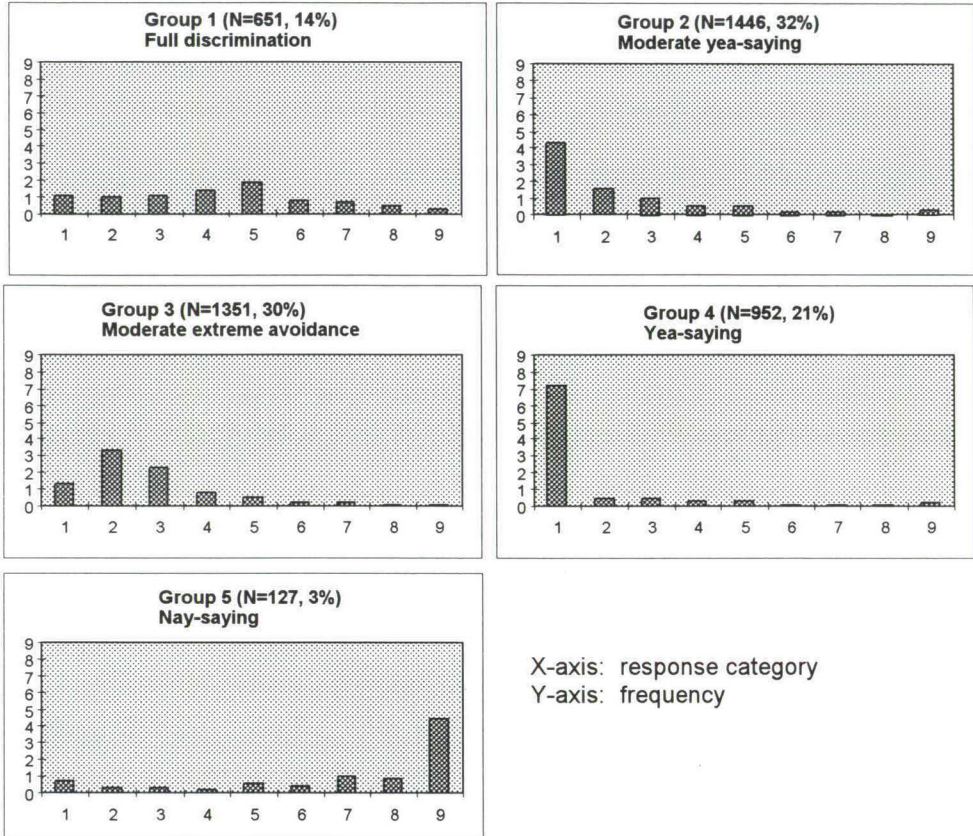 Group 1 (N=651, 14%)
Full discrimination
9
8
7
6
5
4
3
2
1
0
1 2 3 4 5 6 7 8 9
Group 2 (N=1446, 32%)
Moderate yea-saying
9
8
7
6
5
4
3
2
1
0
1 2 3 4 5 6 7 8 9
Group 3 (N=1351, 30%)
Moderate extreme avoidance
9
8
7
6
5
4
3
2
1
0
1 2 3 4 5 6 7 8 9
Group 4 (N=952, 21%)
Yea-saying
9
8
7
6
5
4
3
2
1
0
1 2 3 4 5 6 7 8 9
Group 5 (N=127, 3%)
Nay-saying
9
8
7
6
5
4
3
2
1
0
1 2 3 4 5 6 7 8 9
X-axis: response category
Y-axis: frequency